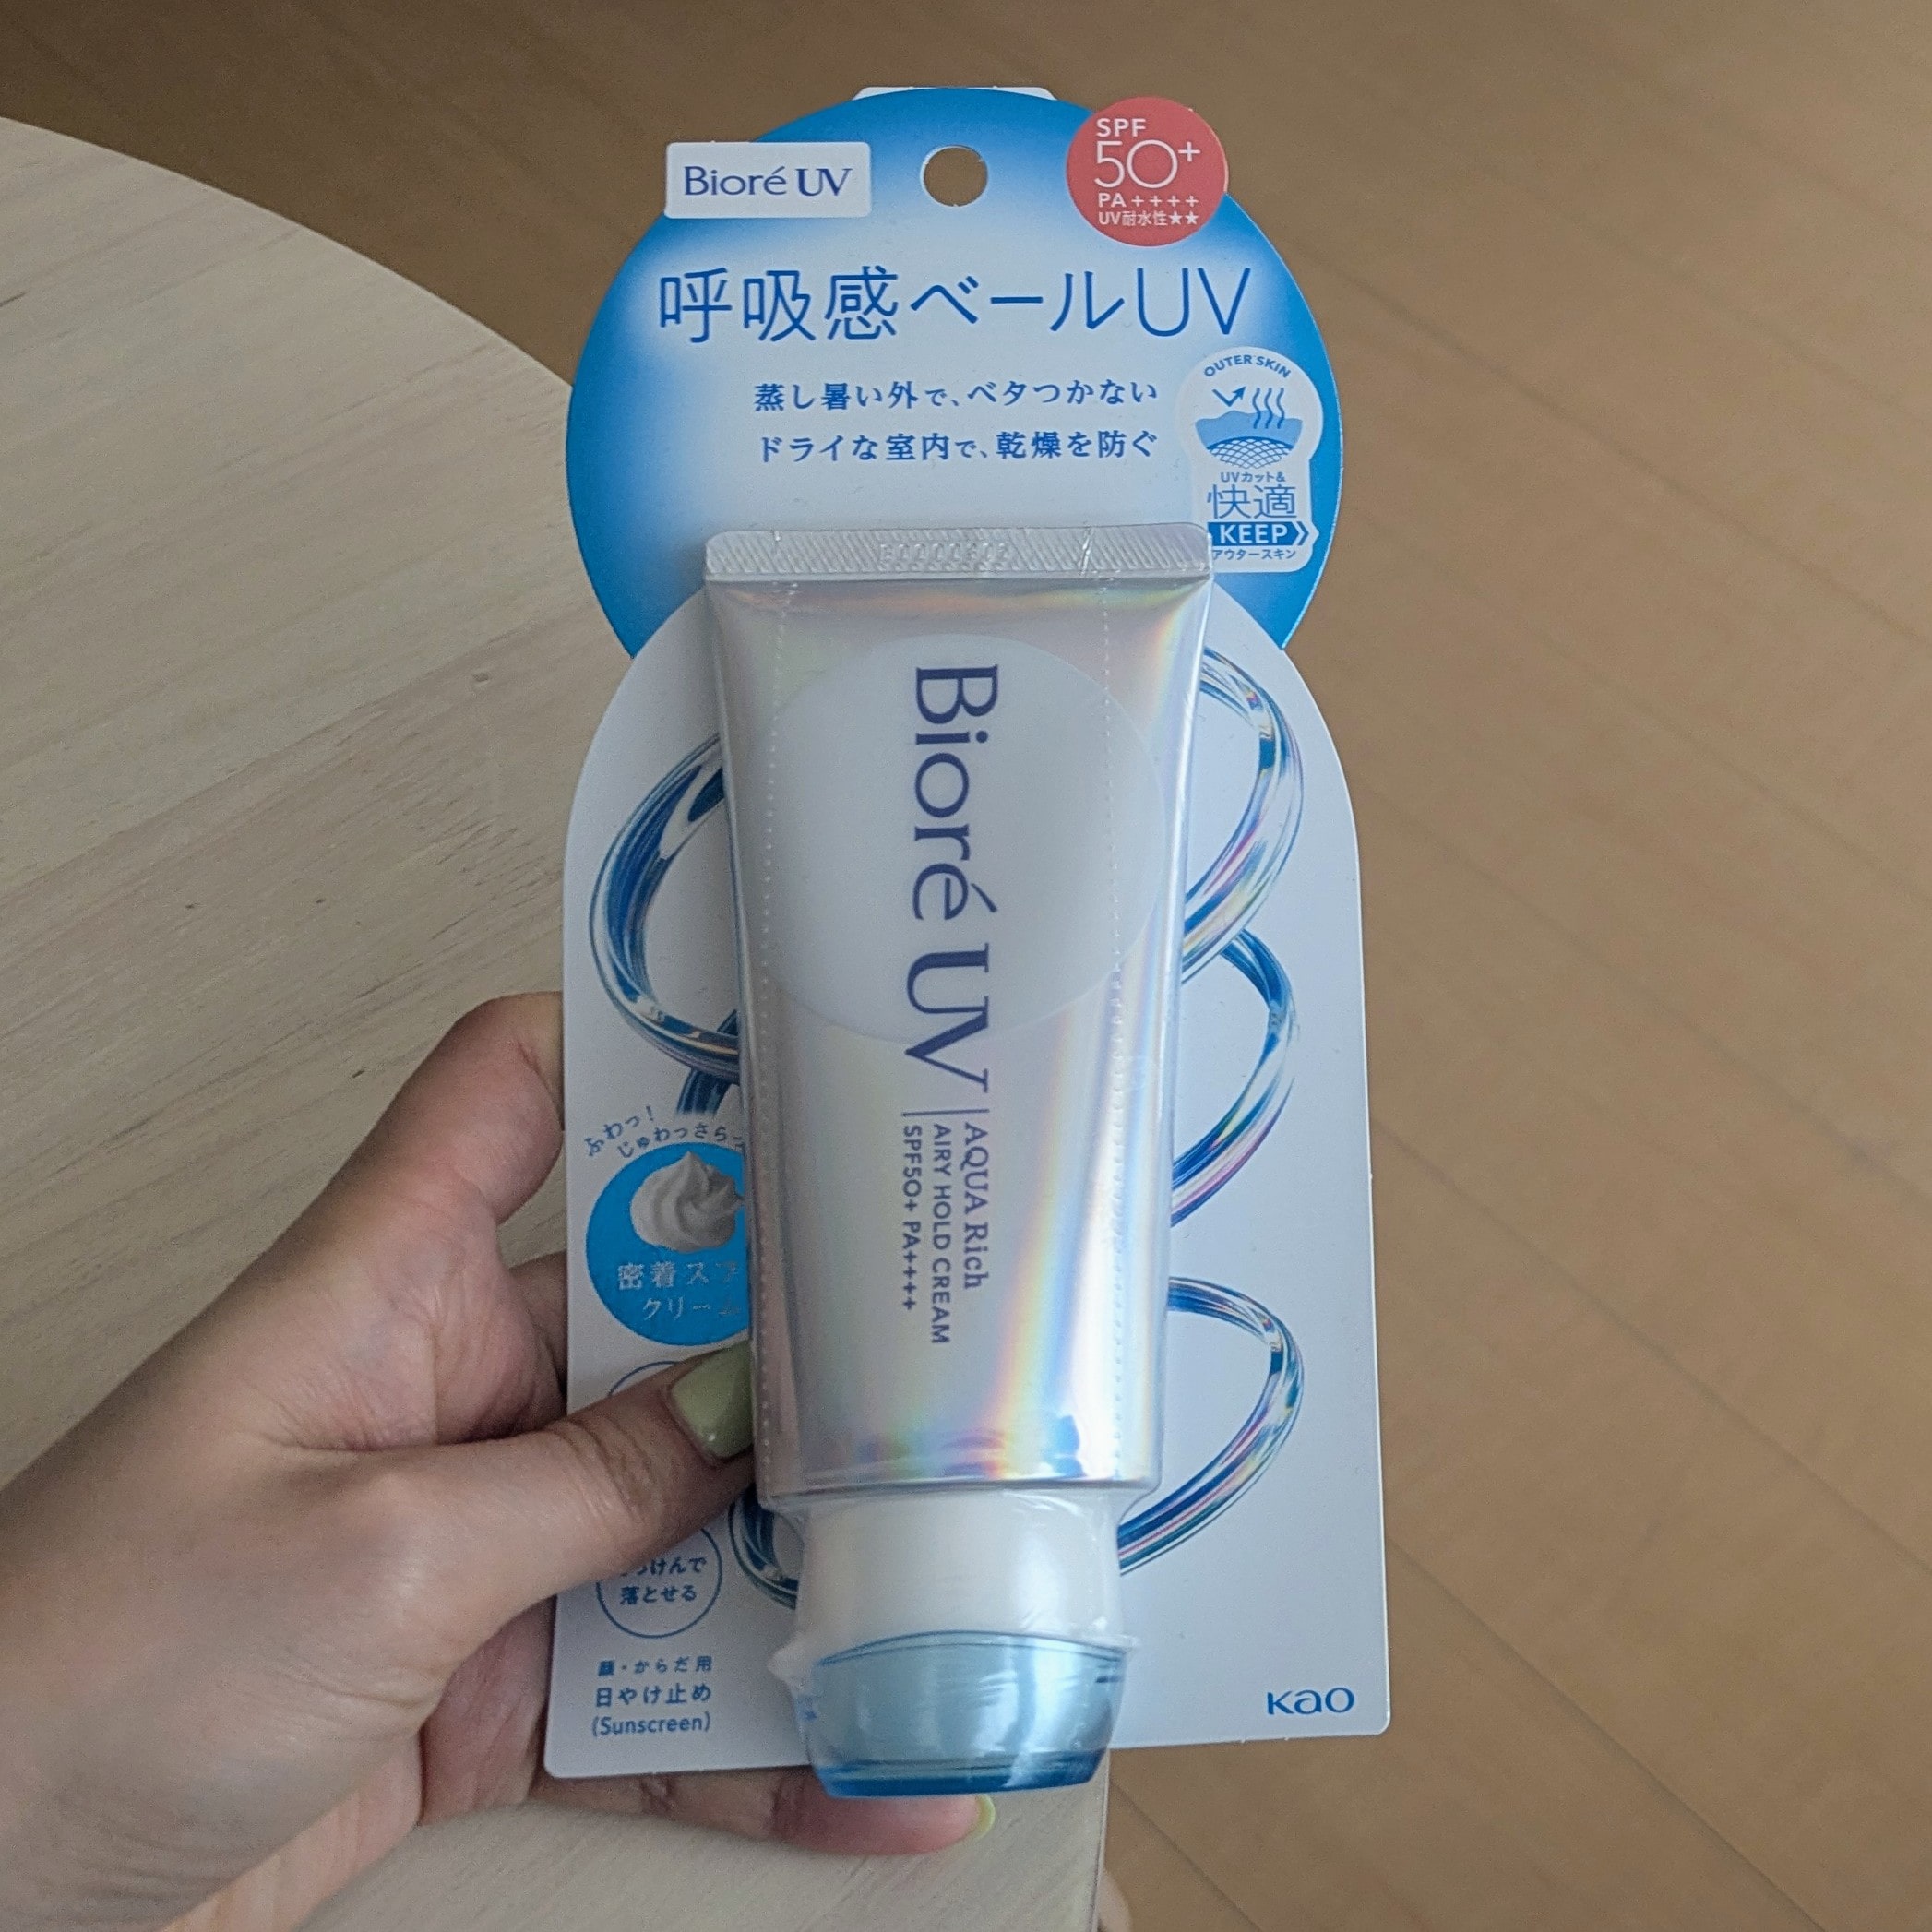 Bioré UV
SPF
50+
PA++++
UV耐水性★★
呼吸感ベールUV
蒸し暑い外で、ベタつかない
ドライな室内で、乾燥を防ぐ
OUTER SKIN
UVカット&
快適
KEEP
アウタースキン
Bioré UV
AQUA Rich
AIRY HOLD CREAM
SPF50+ PA++++
ふわっ!
じゅわっさらっ
密着スフ
クリーム
けんで
落とせる
顔・からだ用
日やけ止め
(Sunscreen)
Kao